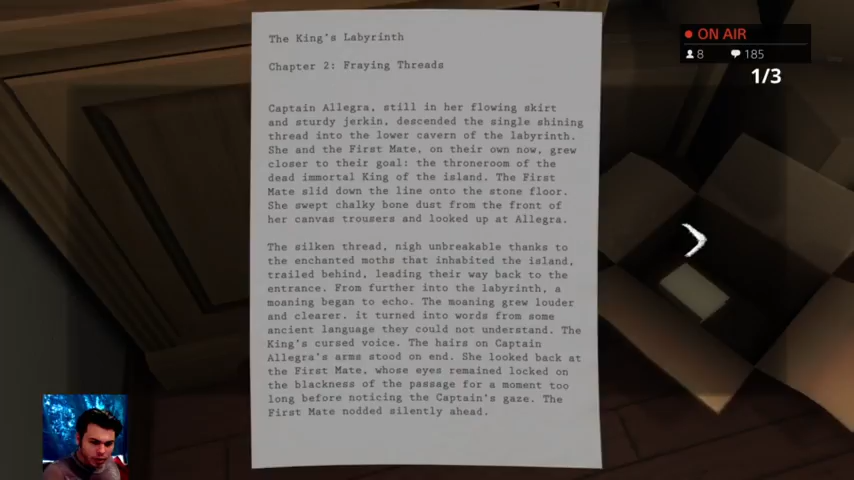 The King's Labyrinth
Chapter 2: Fraying Threads
Captain Allegra, still in her flowing skirt
and sturdy jerkin, descended the single shining
thread into the lower cavern of the labyrinth.
She and the First Mate, on their own now, grew
closer to their goal: the throneroom of the
dead immortal King of the island. The First
Mate slid down the line onto the stone floor.
She swept chalky bone dust from the front of
her canvas trousers and looked up at Allegra.
The silken thread, nigh unbreakable thanks to
the enchanted moths that inhabited the island,
trailed behind, leading their way back to the
entrance. From further into the labyrinth, a
moaning began to echo. The moaning grew louder
and clearer. it turned into words from some
ancient language they could not understand. The
King's cursed voice. The hairs on Captain
Allegra's arms stood on end. She looked back at
the First Mate, whose eyes remained locked on
the blackness of the passage for a moment too
long before noticing the Captain's gaze. The
First Mate nodded silently ahead.
ON AIR
8 185
1/3